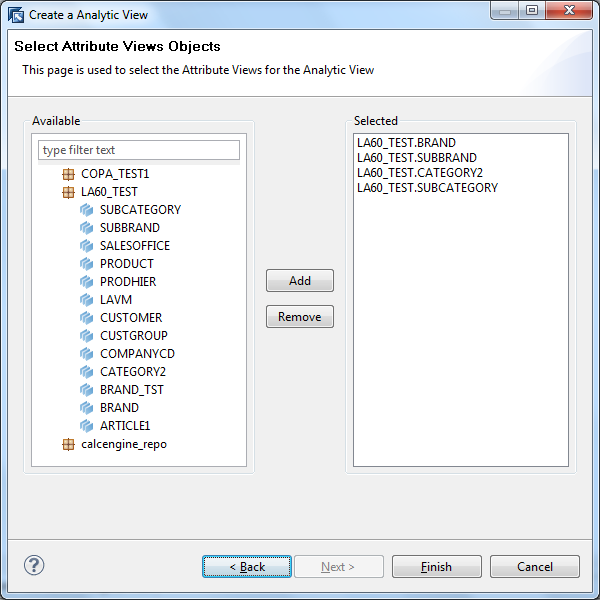 Create a Analytic View
Select Attribute Views Objects
This page is used to select the Attribute Views for the Analytic View
Available
type filter text
COPA_TEST1
LA60_TEST
SUBCATEGORY
SUBBRAND
SALESOFFICE
PRODUCT
PRODHIER
LAVM
CUSTOMER
CUSTGROUP
COMPANYCD
CATEGORY2
BRAND_TST
BRAND
ARTICLE1
calcengine_repo
Add
Remove
Selected
LA60_TEST.BRAND
LA60_TEST.SUBBRAND
LA60_TEST.CATEGORY2
LA60_TEST.SUBCATEGORY
?
< Back
Next >
Finish
Cancel